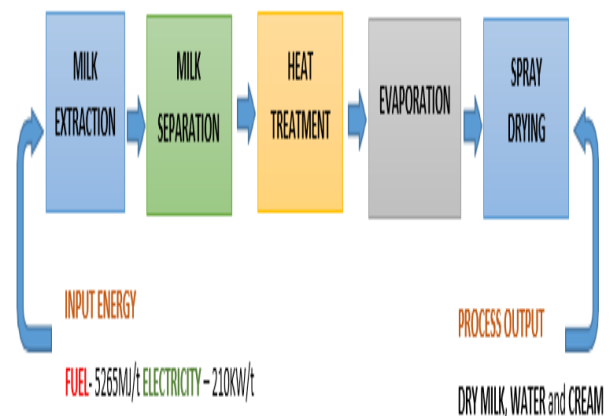 MILK
EXTRACTION
MILK
SEPARATION
HEAT
TREATMENT
EVAPORATION
SPRAY
DRYING
INPUT ENERGY
FUEL- 5265MJ/t ELECTRICITY – 210KW/t
PROCESS OUTPUT
DRY MILK, WATER and CREAM